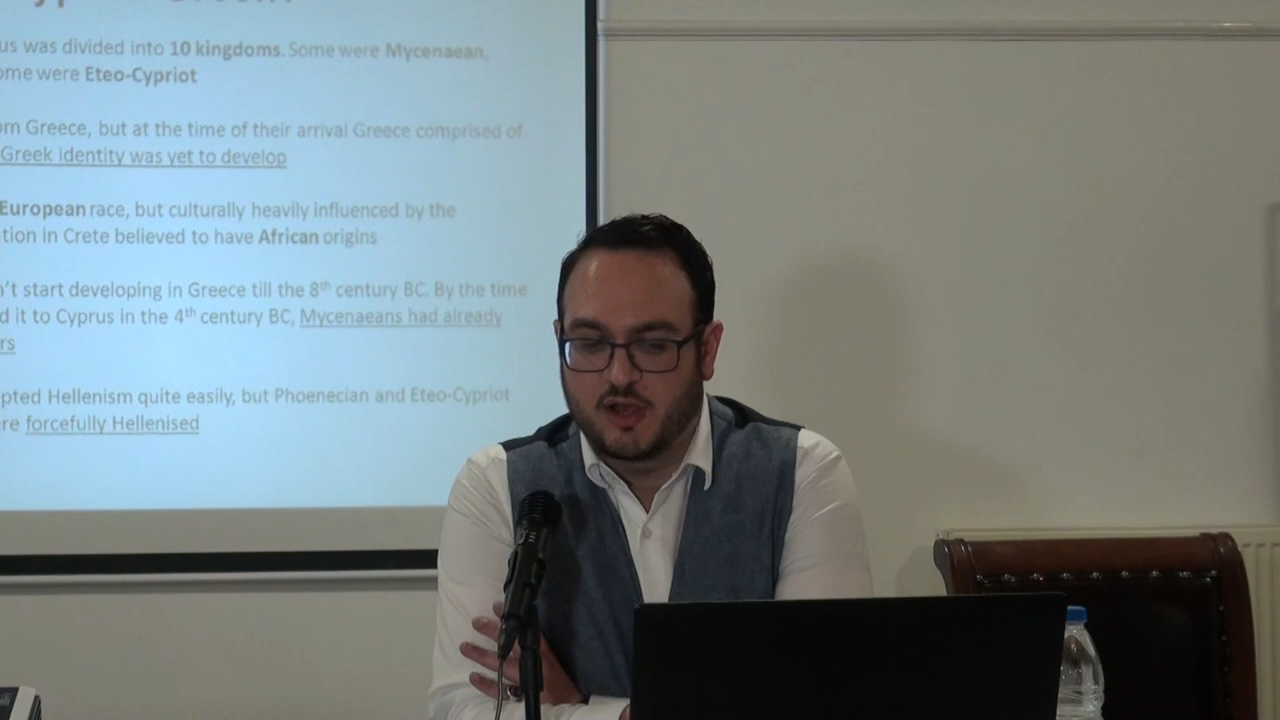 us was divided into 10 kingdoms. Some were Mycenaean,
ome were Eteo-Cypriot
om Greece, but at the time of their arrival Greece comprised of
Greek identity was yet to develop
European race, but culturally heavily influenced by the
tion in Crete believed to have African origins
n't start developing in Greece till the 8th century BC. By the time
d it to Cyprus in the 4th century BC, Mycenaeans had already
rs
pted Hellenism quite easily, but Phoenecian and Eteo-Cypriot
re forcefully Hellenised